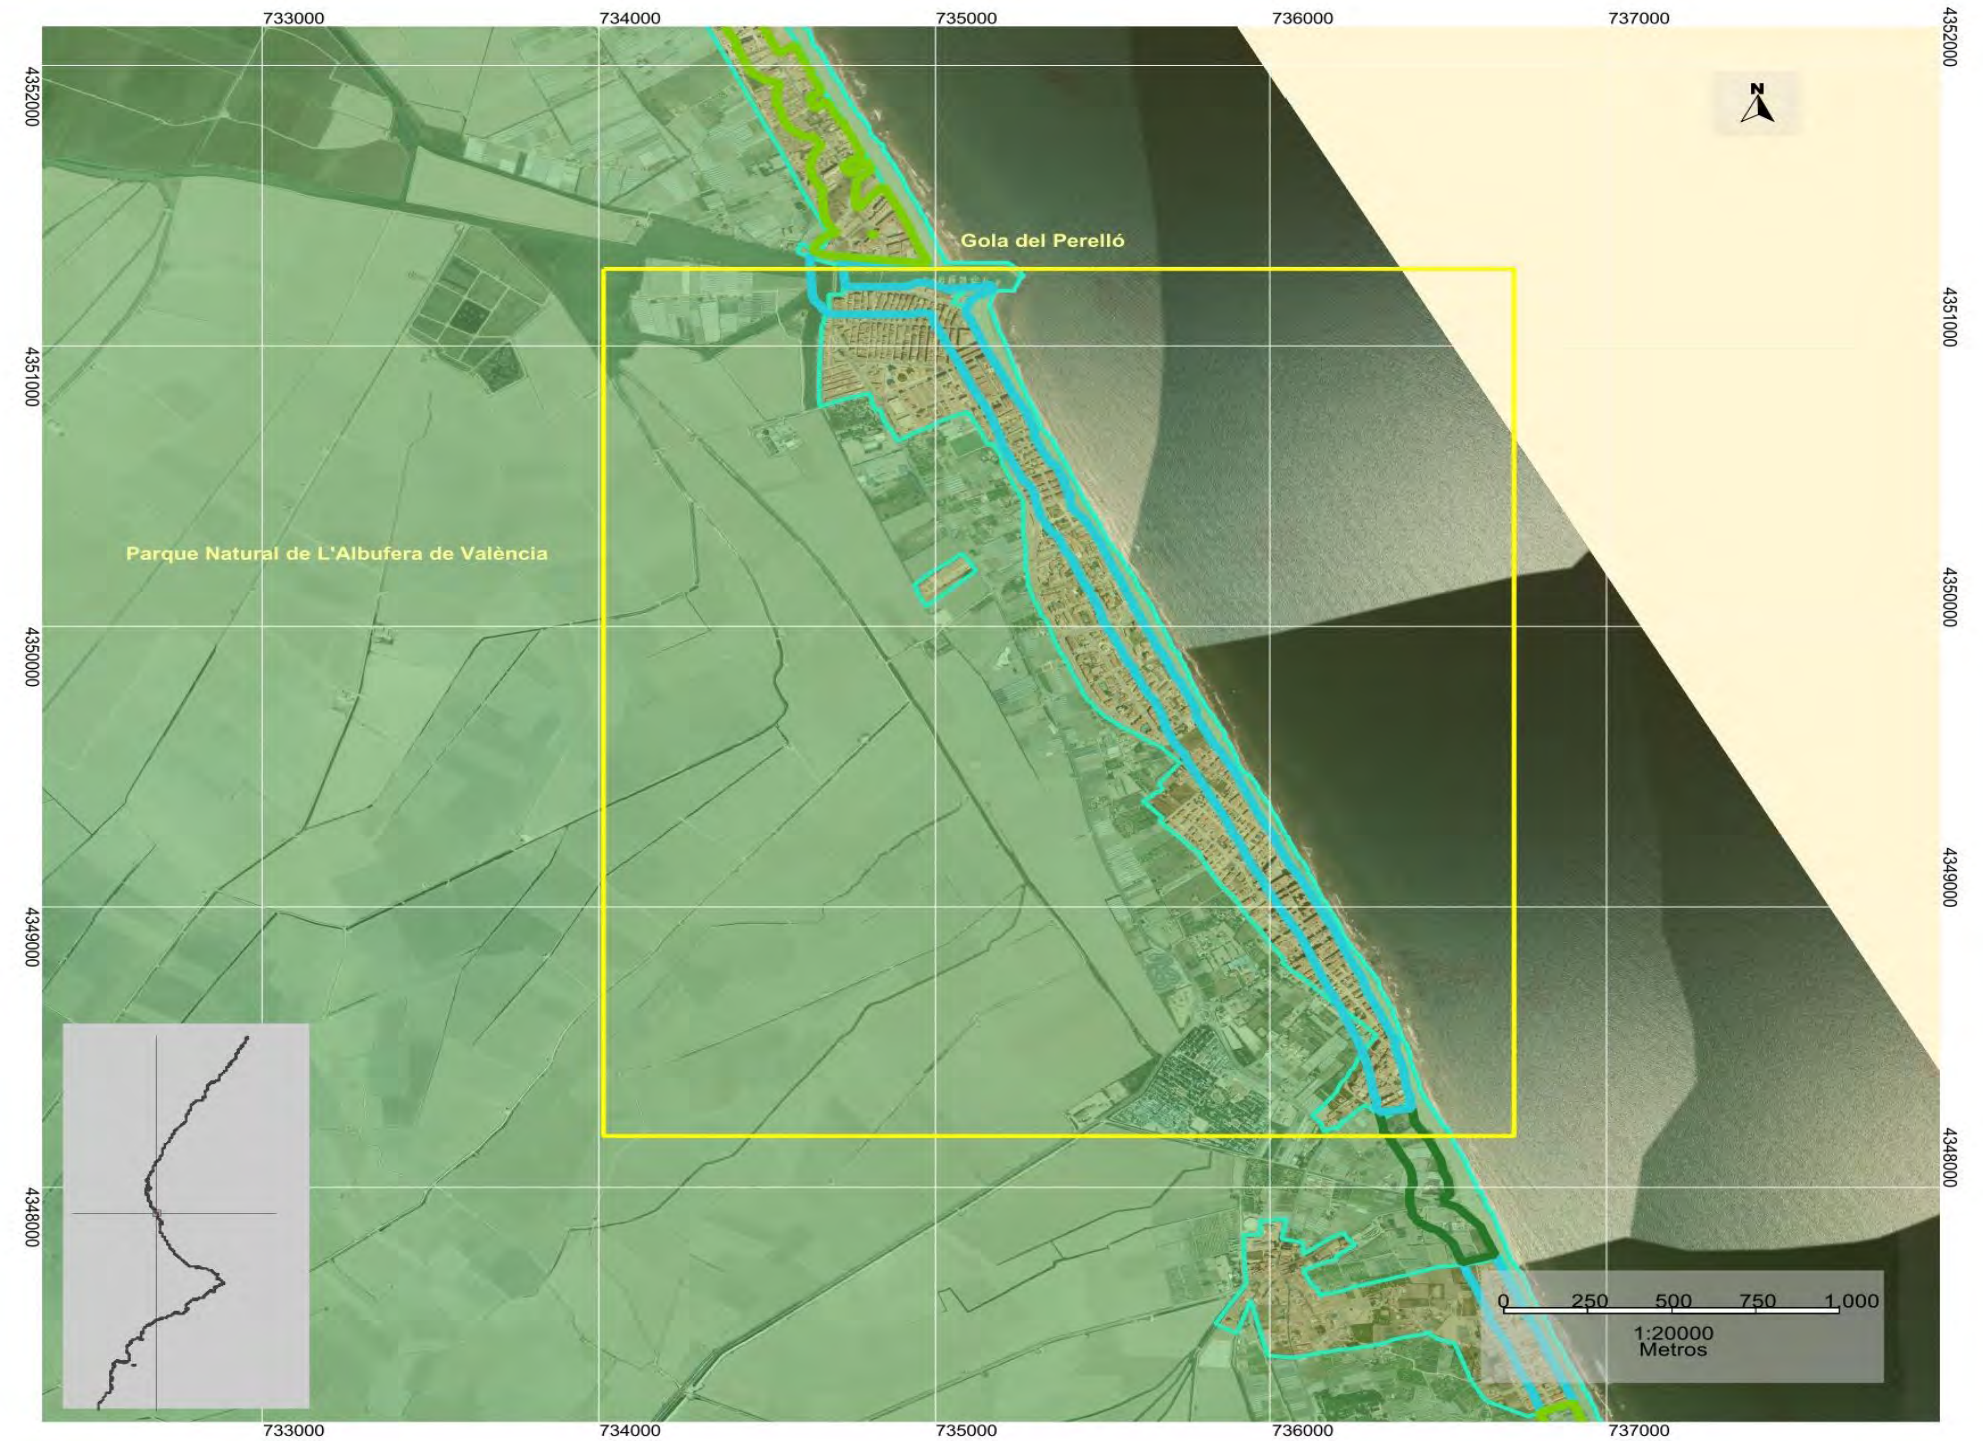 733000 734000 735000 736000 737000
4352000
4352000
N
Gola del Perelló
4351000
4351000
Parque Natural de L'Albufera de València
4350000
4350000
4349000
4349000
4348000
4348000
0 250 500 750 1.000
1:20000
Metros
733000 734000 735000 736000 737000